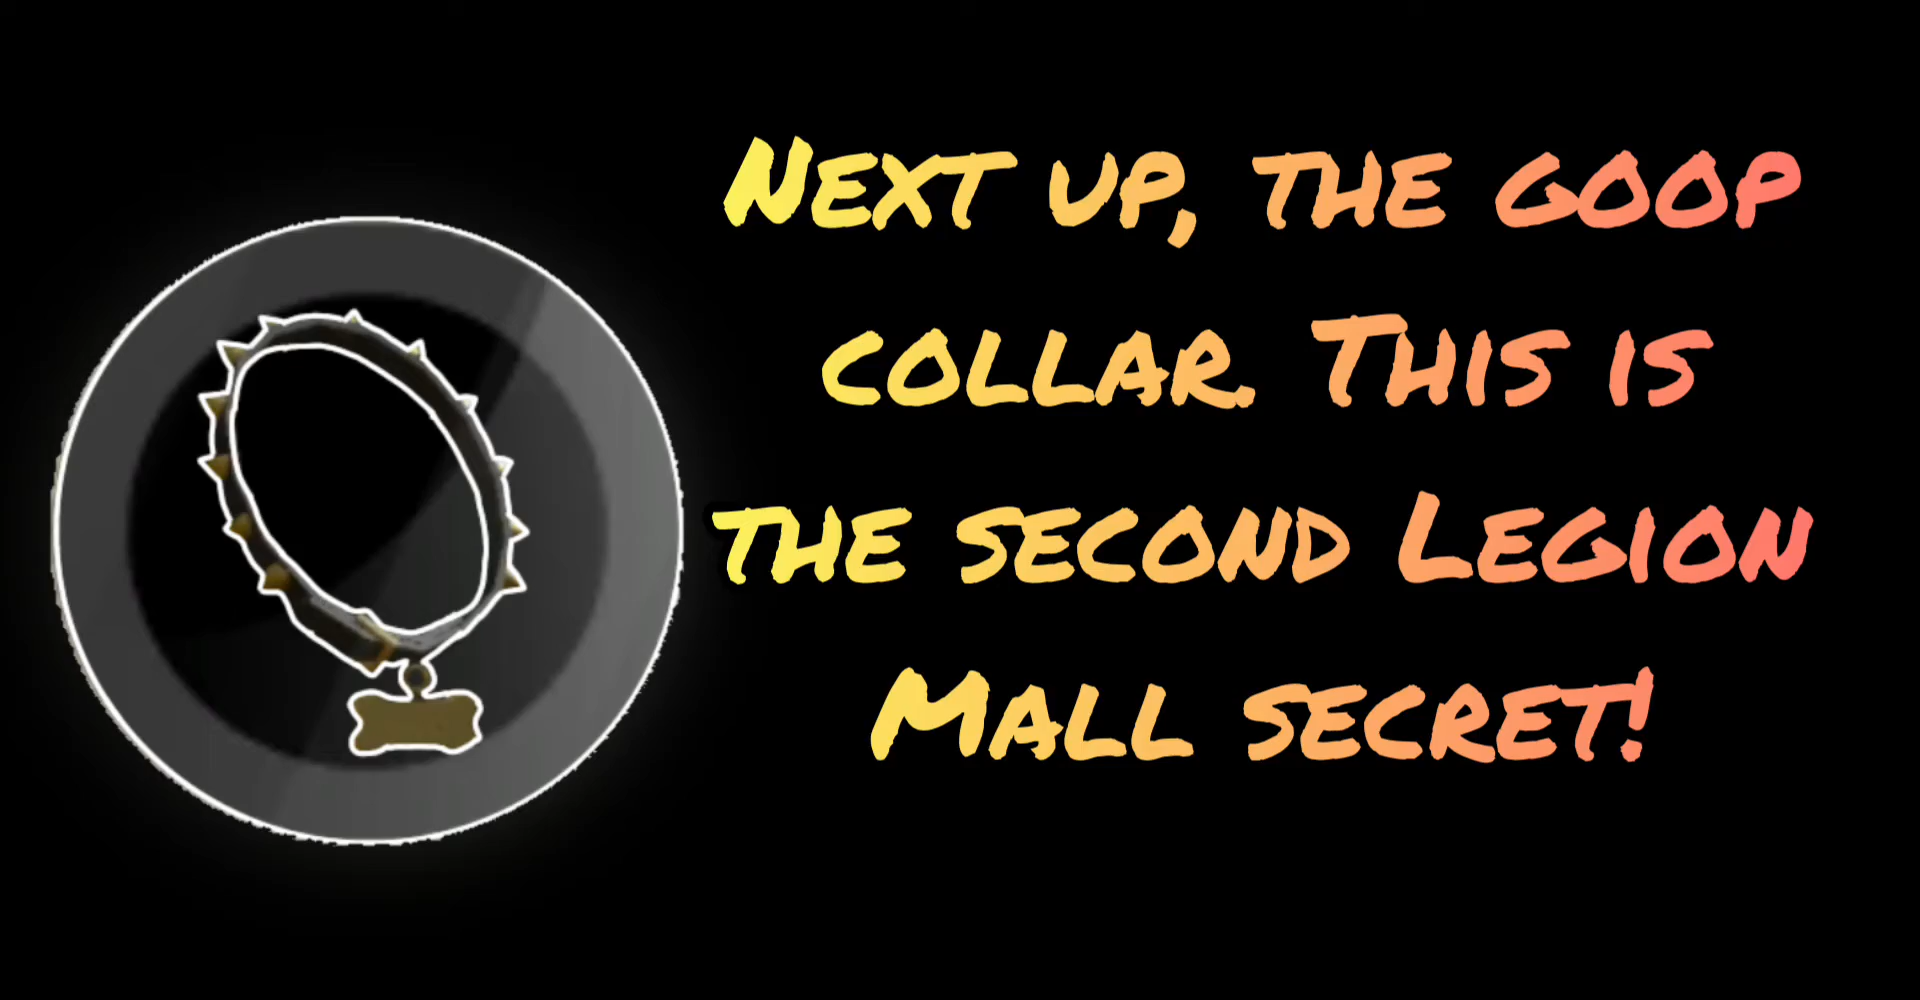 Next up, the goop
collar. This is
the second Legion
Mall secret!